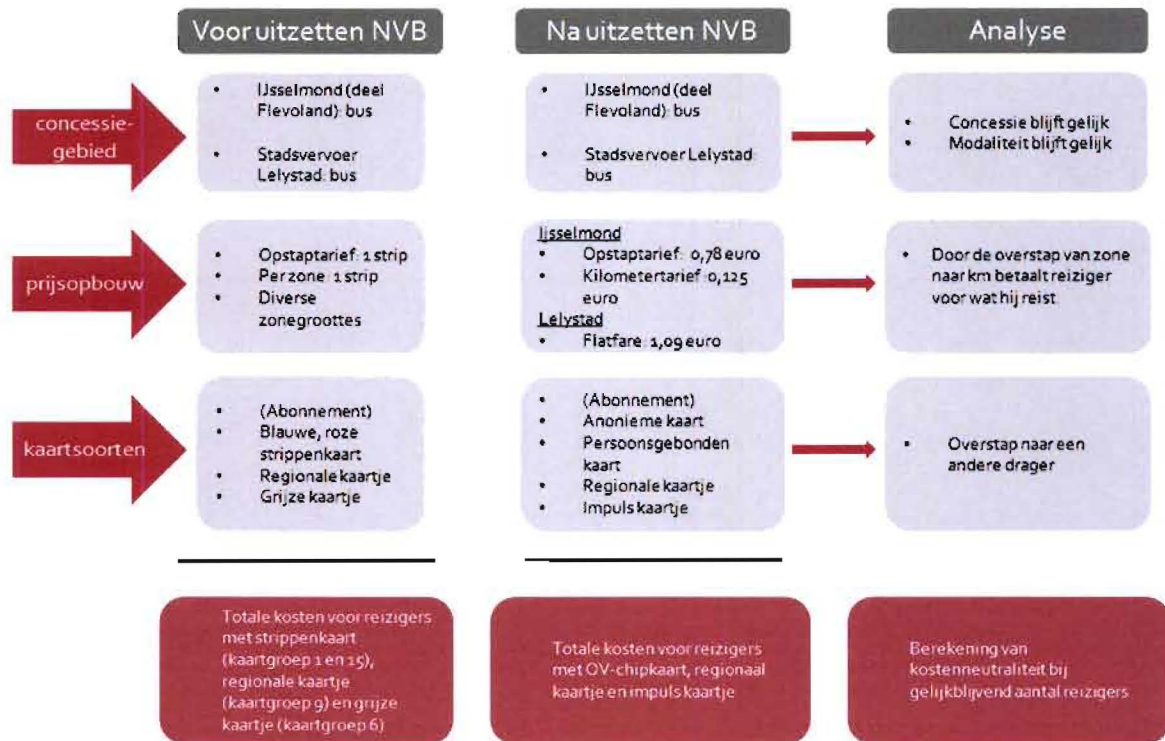 Voor uitzetten NVB
Na uitzetten NVB
Analyse
concessie-
gebied
• IJsselmond (deel
Flevoland): bus
• Stadsvervoer
Lelystad: bus
• IJsselmond (deel
Flevoland): bus
• Stadsvervoer Lelystad:
bus
• Concessie blijft gelijk
• Modaliteit blijft gelijk
prijsopbouw
• Opstaptarief: 1 strip
• Per zone: 1 strip
• Diverse
zonegroottes
Ijsselmond
• Opstaptarief: 0,78 euro
• Kilometertarief: 0,125
euro
Lelystad
• Flatfare: 1,09 euro
• Door de overstap van zone
naar km betaalt reiziger
voor wat hij reist.
kaartsoorten
• (Abonnement)
• Blauwe, roze
strippenkaart
• Regionale kaartje
• Grijze kaartje
• (Abonnement)
• Anonieme kaart
• Persoonsgebonden
kaart
• Regionale kaartje
• Impuls kaartje
• Overstap naar een
andere drager
Totale kosten voor reizigers
met strippenkaart
(kaartgroep 1 en 15),
regionale kaartje
(kaartgroep 9) en grijze
kaartje (kaartgroep 6)
Totale kosten voor reizigers
met OV-chipkaart, regionaal
kaartje en impuls kaartje
Berekening van
kostenneutraliteit bij
gelijkblijvend aantal reizigers